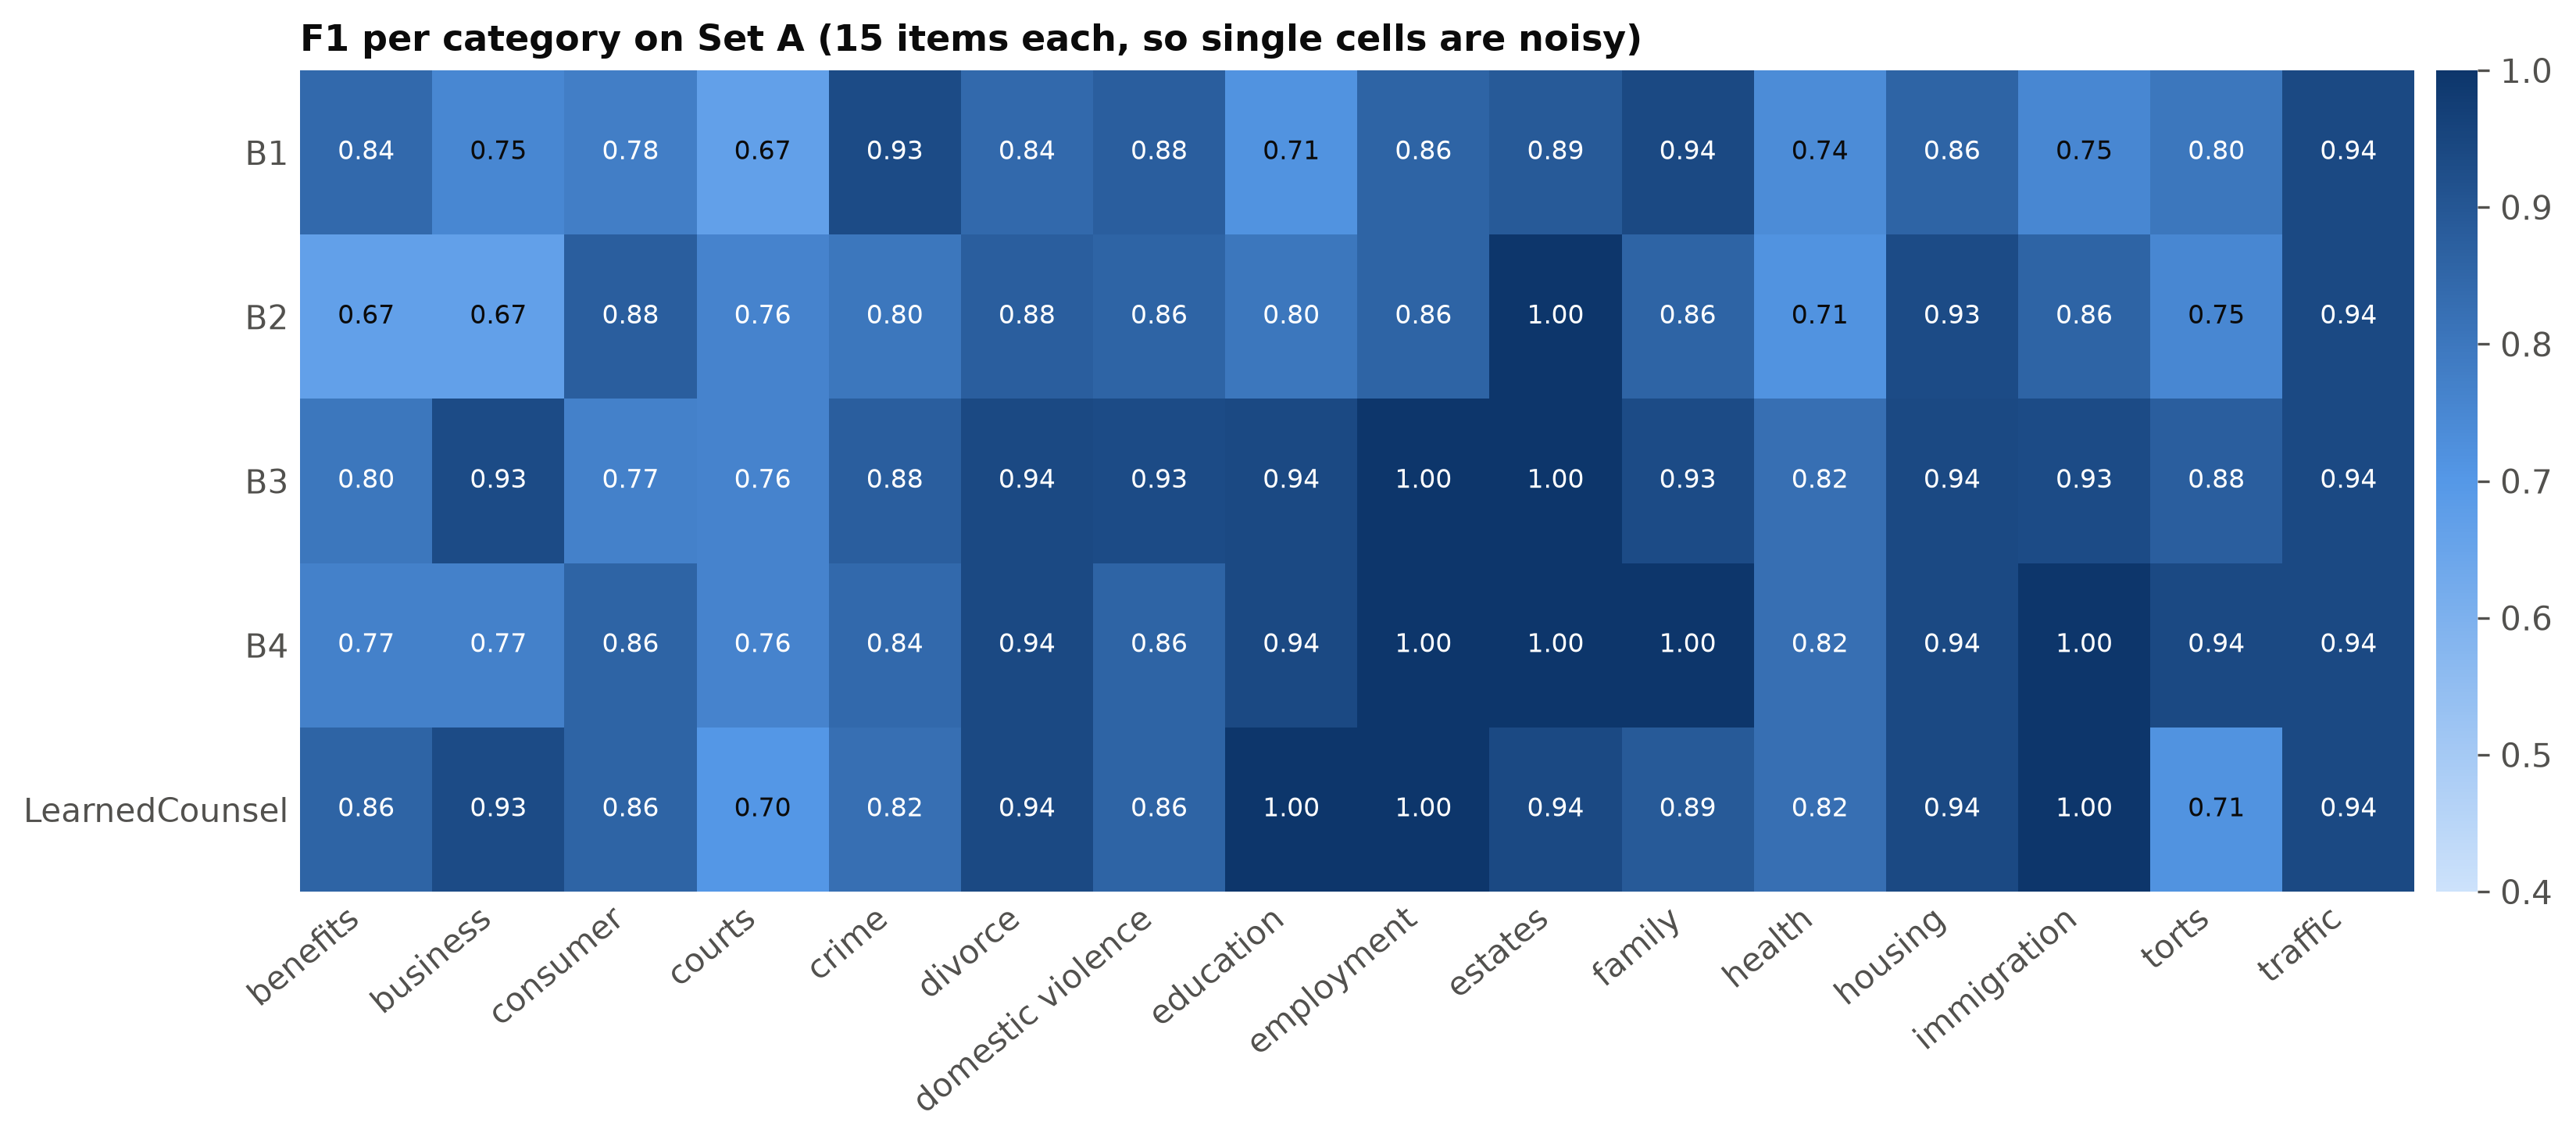 F1 per category on Set A (15 items each, so single cells are noisy)
B1 0.84 0.75 0.78 0.67 0.93 0.84 0.88 0.71 0.86 0.89 0.94 0.74 0.86 0.75 0.80 0.94
B2 0.67 0.67 0.88 0.76 0.80 0.88 0.86 0.80 0.86 1.00 0.86 0.71 0.93 0.86 0.75 0.94
B3 0.80 0.93 0.77 0.76 0.88 0.94 0.93 0.94 1.00 1.00 0.93 0.82 0.94 0.93 0.88 0.94
B4 0.77 0.77 0.86 0.76 0.84 0.94 0.86 0.94 1.00 1.00 1.00 0.82 0.94 1.00 0.94 0.94
LearnedCounsel 0.86 0.93 0.86 0.70 0.82 0.94 0.86 1.00 1.00 0.94 0.89 0.82 0.94 1.00 0.71 0.94
benefits business consumer courts crime divorce domestic violence education employment estates family health housing immigration torts traffic
1.0
0.9
0.8
0.7
0.6
0.5
0.4